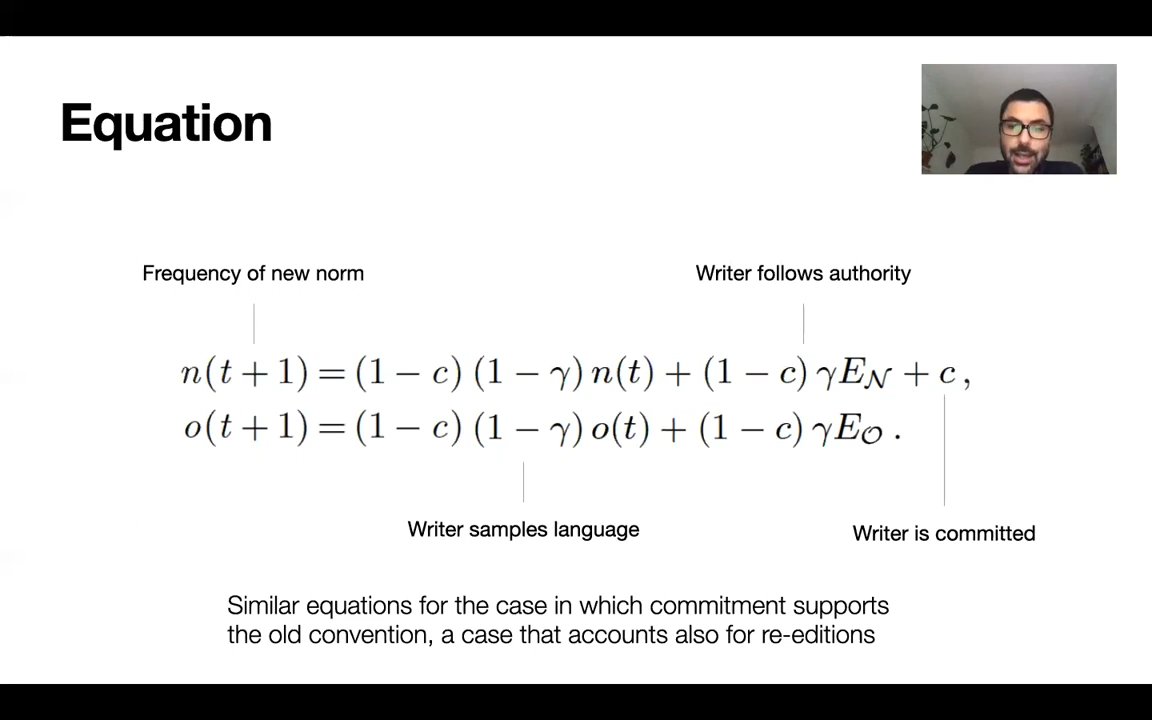 Equation
Frequency of new norm
Writer follows authority
n(t + 1) = (1 − c) (1 − γ) n(t) + (1 − c) γE_𝒩 + c ,
o(t + 1) = (1 − c) (1 − γ) o(t) + (1 − c) γE_𝒪 .
Writer samples language
Writer is committed
Similar equations for the case in which commitment supports
the old convention, a case that accounts also for re-editions